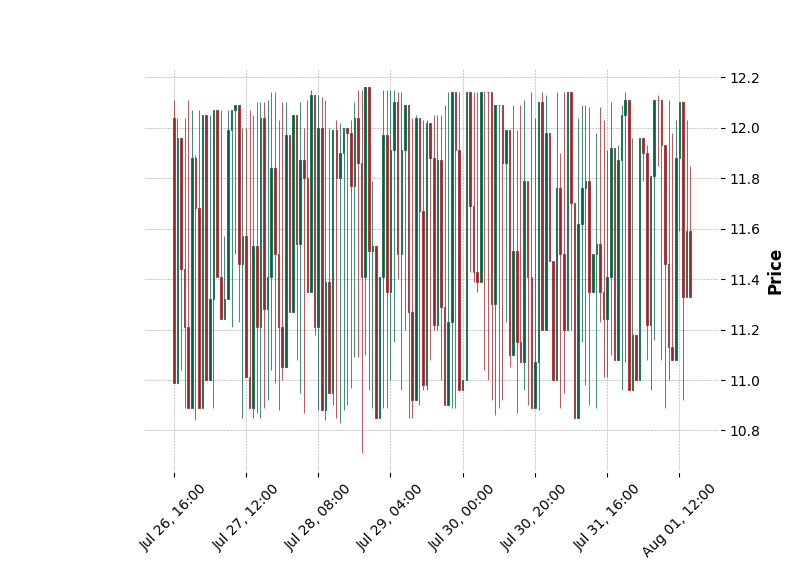 12.2
12.0
11.8
11.6
11.4
11.2
11.0
10.8
Price
Jul 26, 16:00
Jul 27, 12:00
Jul 28, 08:00
Jul 29, 04:00
Jul 30, 00:00
Jul 30, 20:00
Jul 31, 16:00
Aug 01, 12:00